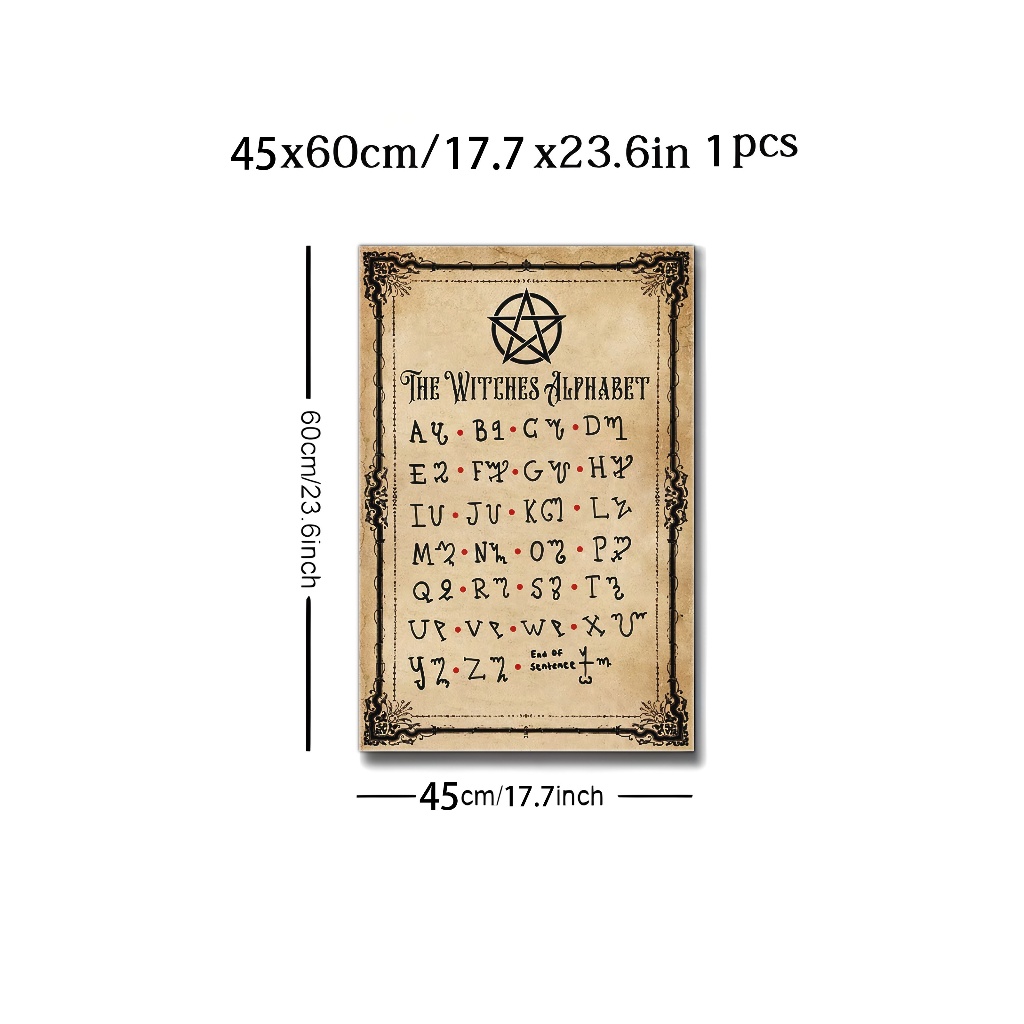 45x60cm/17.7 x23.6in 1pcs
60cm/23.6inch
The Witches Alphabet
A • B • C • D
E • F • G • H
I • J • K • L
M • N • O • P
Q • R • S • T
U • V • W • X
Y • Z • End of
Sentence
45cm/17.7inch